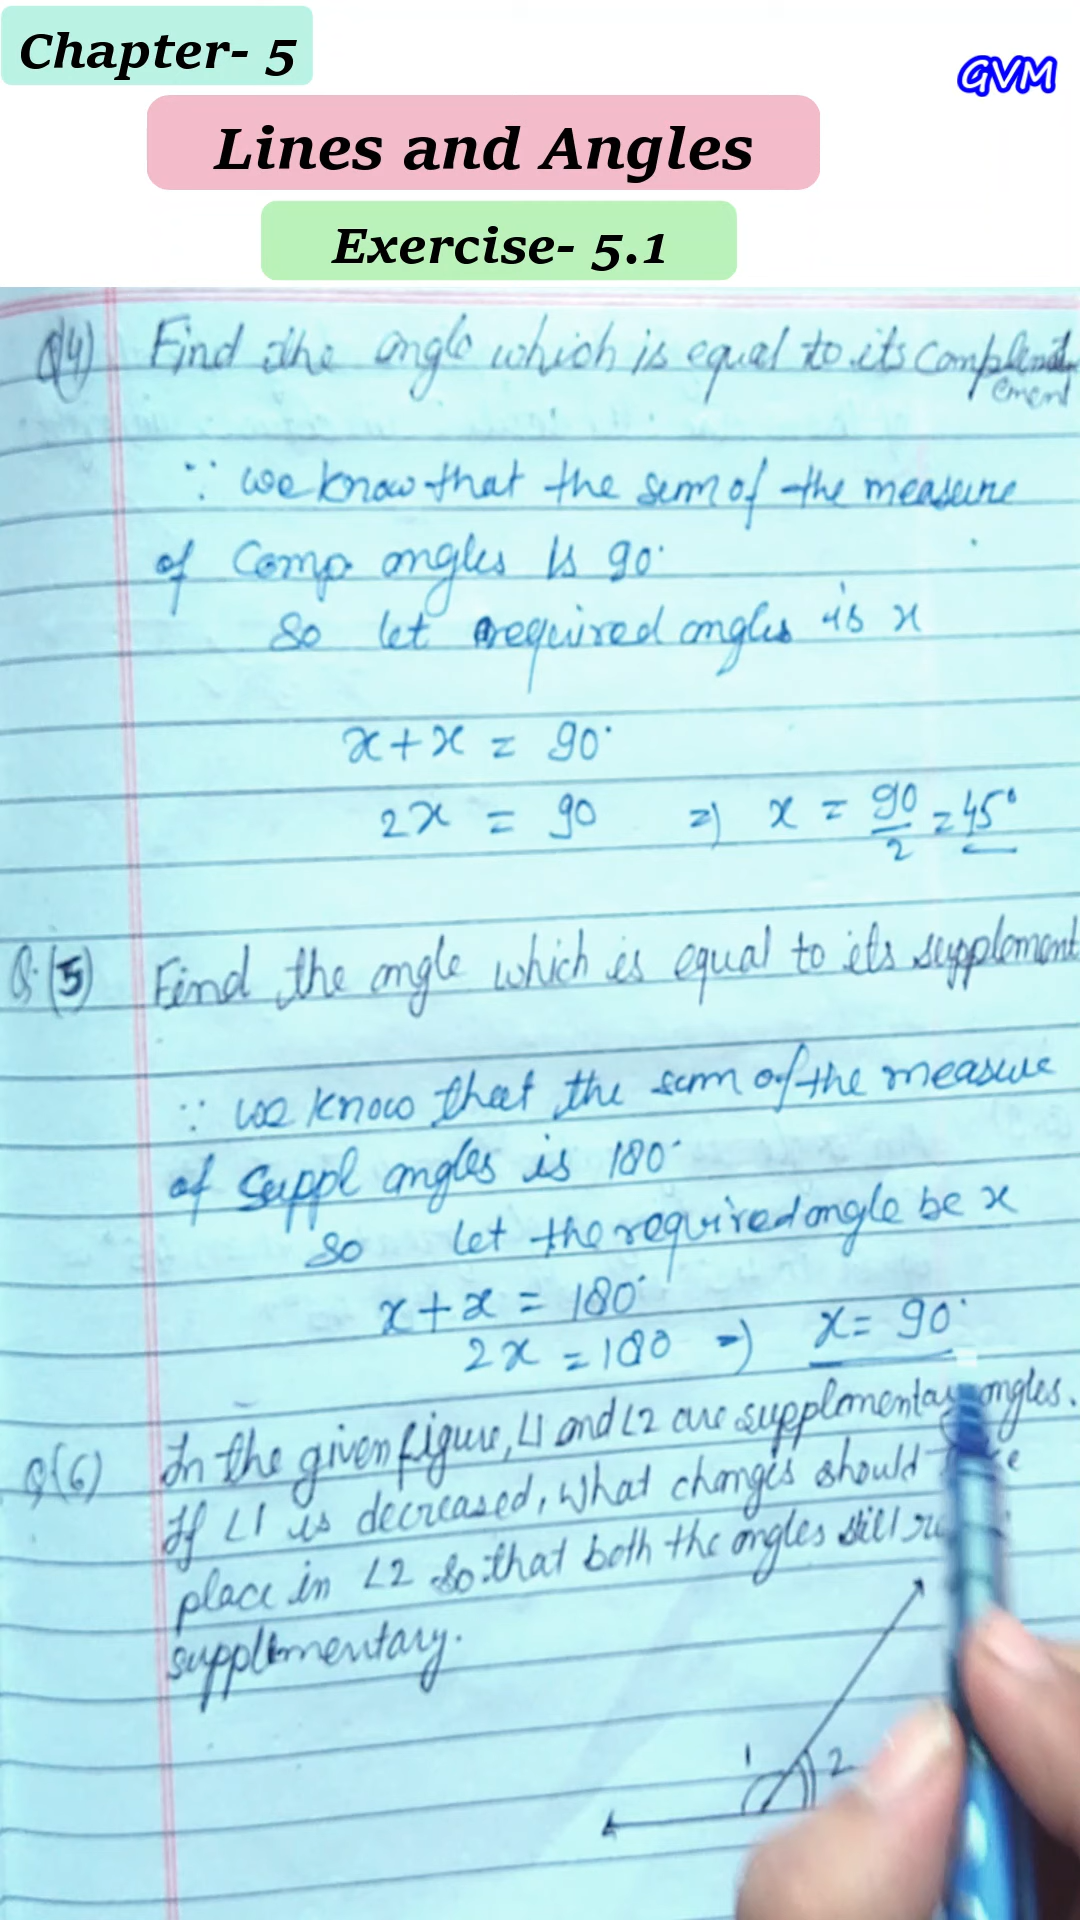 Chapter- 5
GVM
Lines and Angles
Exercise- 5.1
Q(4) Find the angle which is equal to its complement
ement
∵ we know that the sum of the measure
of Comp. angles is 90°
So let required angles is x
x + x = 90°
2x = 90 ⇒ x = 90/2 = 45°
Q.(5) Find the angle which is equal to its supplement
∵ we know that the sum of the measure
of Suppl angles is 180°
So let the required angle be x
x + x = 180°
2x = 180 ⇒ x = 90°
Q(6) In the given figure, ∠1 and ∠2 are supplementary angles.
If ∠1 is decreased, what changes should
place in ∠2 so that both the angles still
supplementary.
1 2